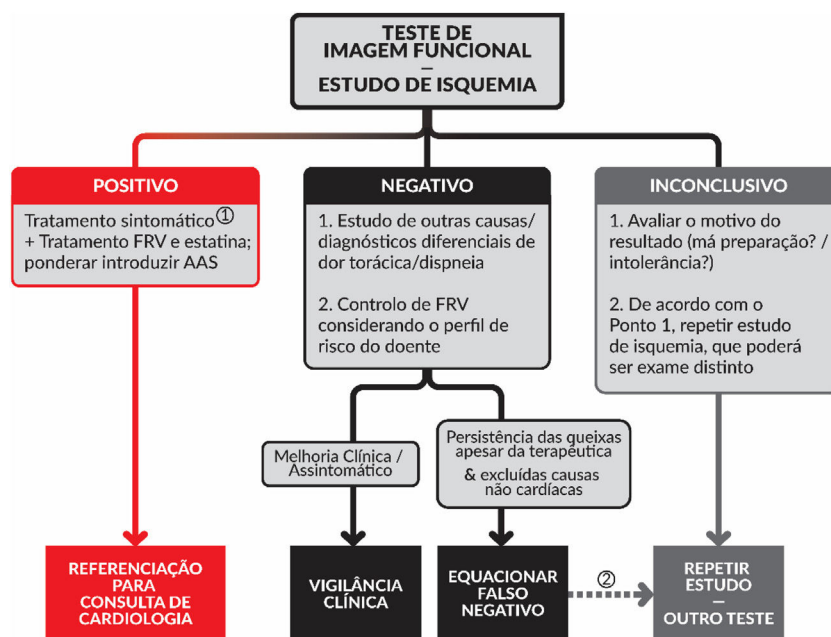 TESTE DE
IMAGEM FUNCIONAL
–
ESTUDO DE ISQUEMIA
POSITIVO
Tratamento sintomático①
+ Tratamento FRV e estatina;
ponderar introduzir AAS
NEGATIVO
1. Estudo de outras causas/
diagnósticos diferenciais de
dor torácica/dispneia
2. Controlo de FRV
considerando o perfil de
risco do doente
INCONCLUSIVO
1. Avaliar o motivo do
resultado (má preparação? /
intolerância?)
2. De acordo com o
Ponto 1, repetir estudo
de isquemia, que poderá
ser exame distinto
Melhoria Clínica /
Assintomático
Persistência das queixas
apesar da terapêutica
& excluídas causas
não cardíacas
REFERENCIAÇÃO
PARA
CONSULTA DE
CARDIOLOGIA
VIGILÂNCIA
CLÍNICA
EQUACIONAR
FALSO
NEGATIVO
②
REPETIR
ESTUDO
–
OUTRO TESTE